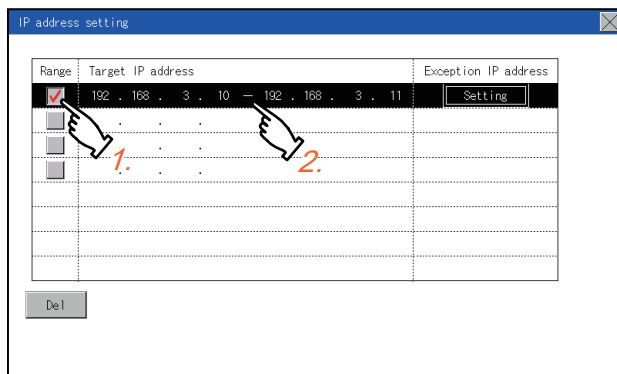 IP address setting
Range Target IP address Exception IP address
192 . 168 . 3 . 10 — 192 . 168 . 3 . 11 Setting
. . .
1. . . 2.
. . .
Del